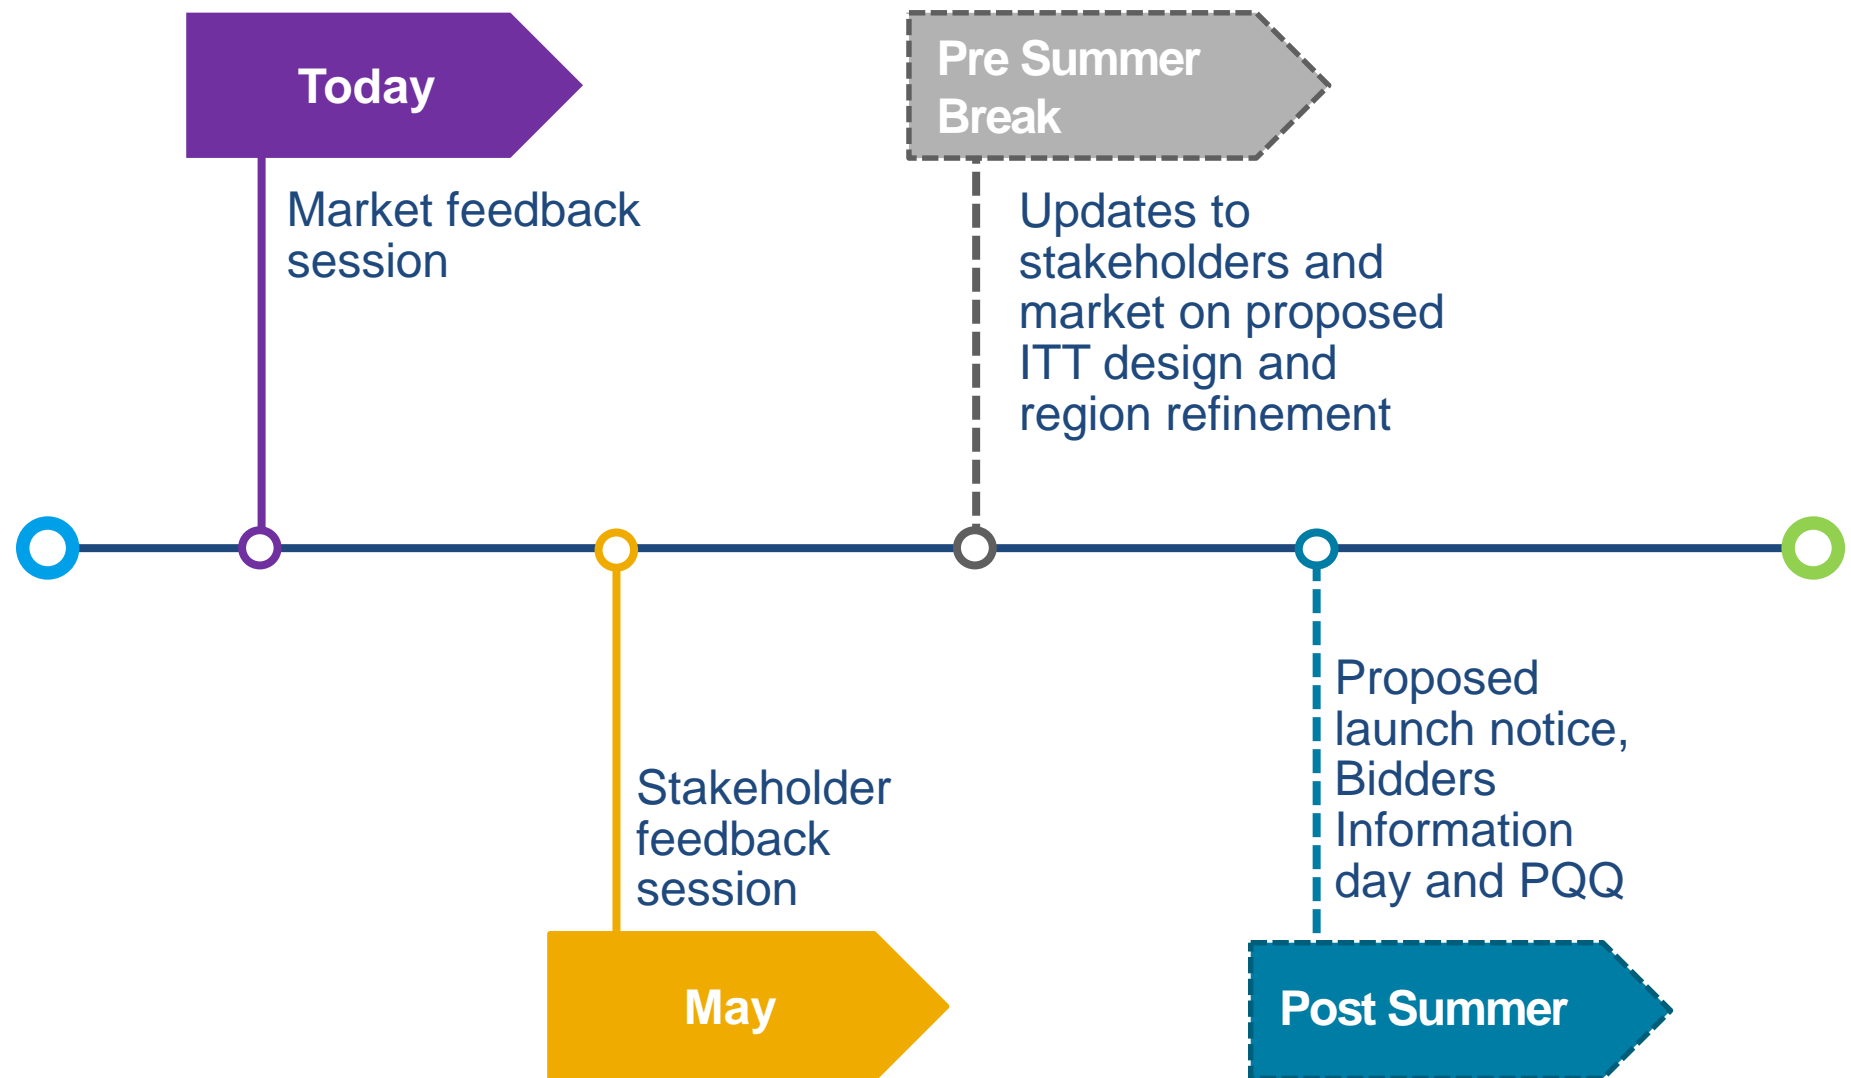 Today
Market feedback
session
May
Stakeholder
feedback
session
Pre Summer
Break
Updates to
stakeholders and
market on proposed
ITT design and
region refinement
Post Summer
Proposed
launch notice,
Bidders
Information
day and PQQ